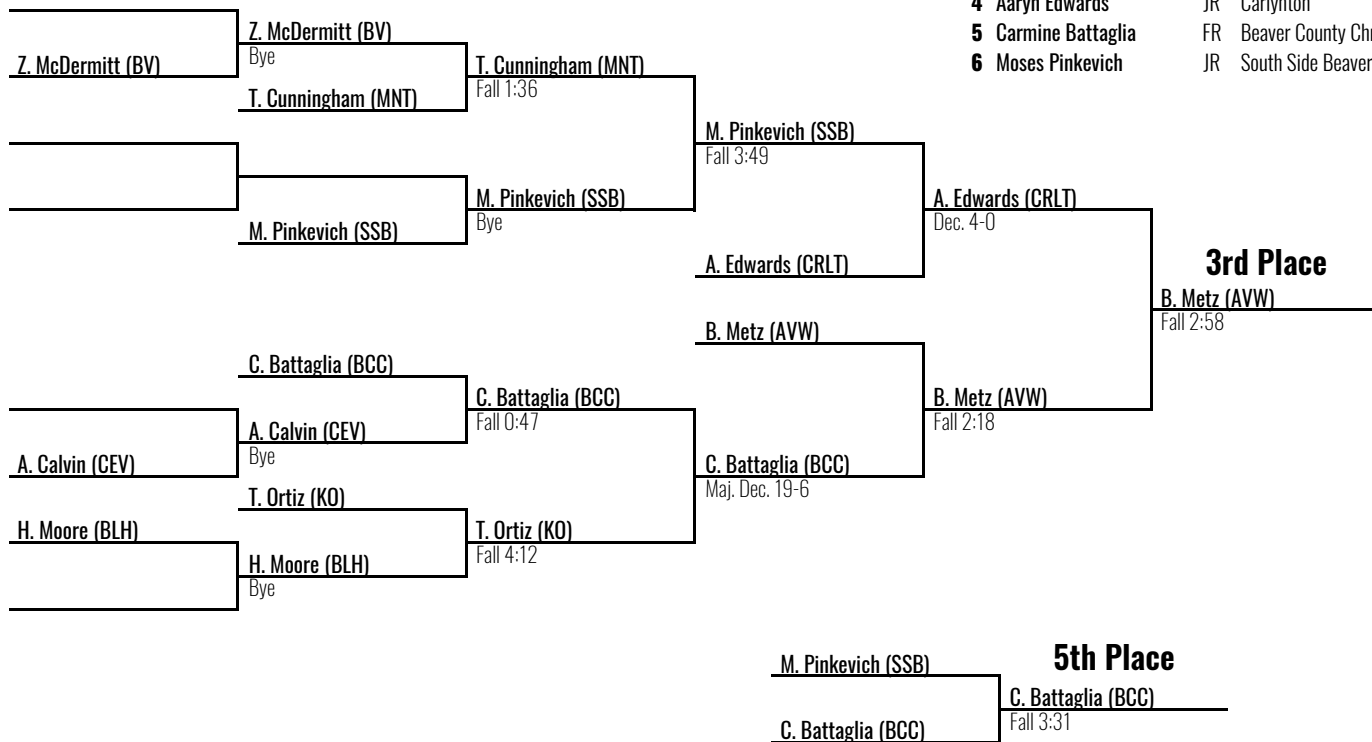 4 Aaryn Edwards JR Carlynton
5 Carmine Battaglia FR Beaver County
6 Moses Pinkevich JR South Side Beaver
Z. McDermitt (BV)
Bye
Z. McDermitt (BV)
T. Cunningham (MNT)
Fall 1:36
T. Cunningham (MNT)
M. Pinkevich (SSB)
Fall 3:49
M. Pinkevich (SSB)
Bye
A. Edwards (CRLT)
Dec. 4-0
M. Pinkevich (SSB)
A. Edwards (CRLT)
3rd Place
B. Metz (AVW)
Fall 2:58
B. Metz (AVW)
C. Battaglia (BCC)
C. Battaglia (BCC)
Fall 0:47
B. Metz (AVW)
Fall 2:18
A. Calvin (CEV)
Bye
A. Calvin (CEV)
C. Battaglia (BCC)
Maj. Dec. 19-6
T. Ortiz (KO)
H. Moore (BLH)
T. Ortiz (KO)
Fall 4:12
H. Moore (BLH)
Bye
5th Place
M. Pinkevich (SSB)
C. Battaglia (BCC)
Fall 3:31
C. Battaglia (BCC)